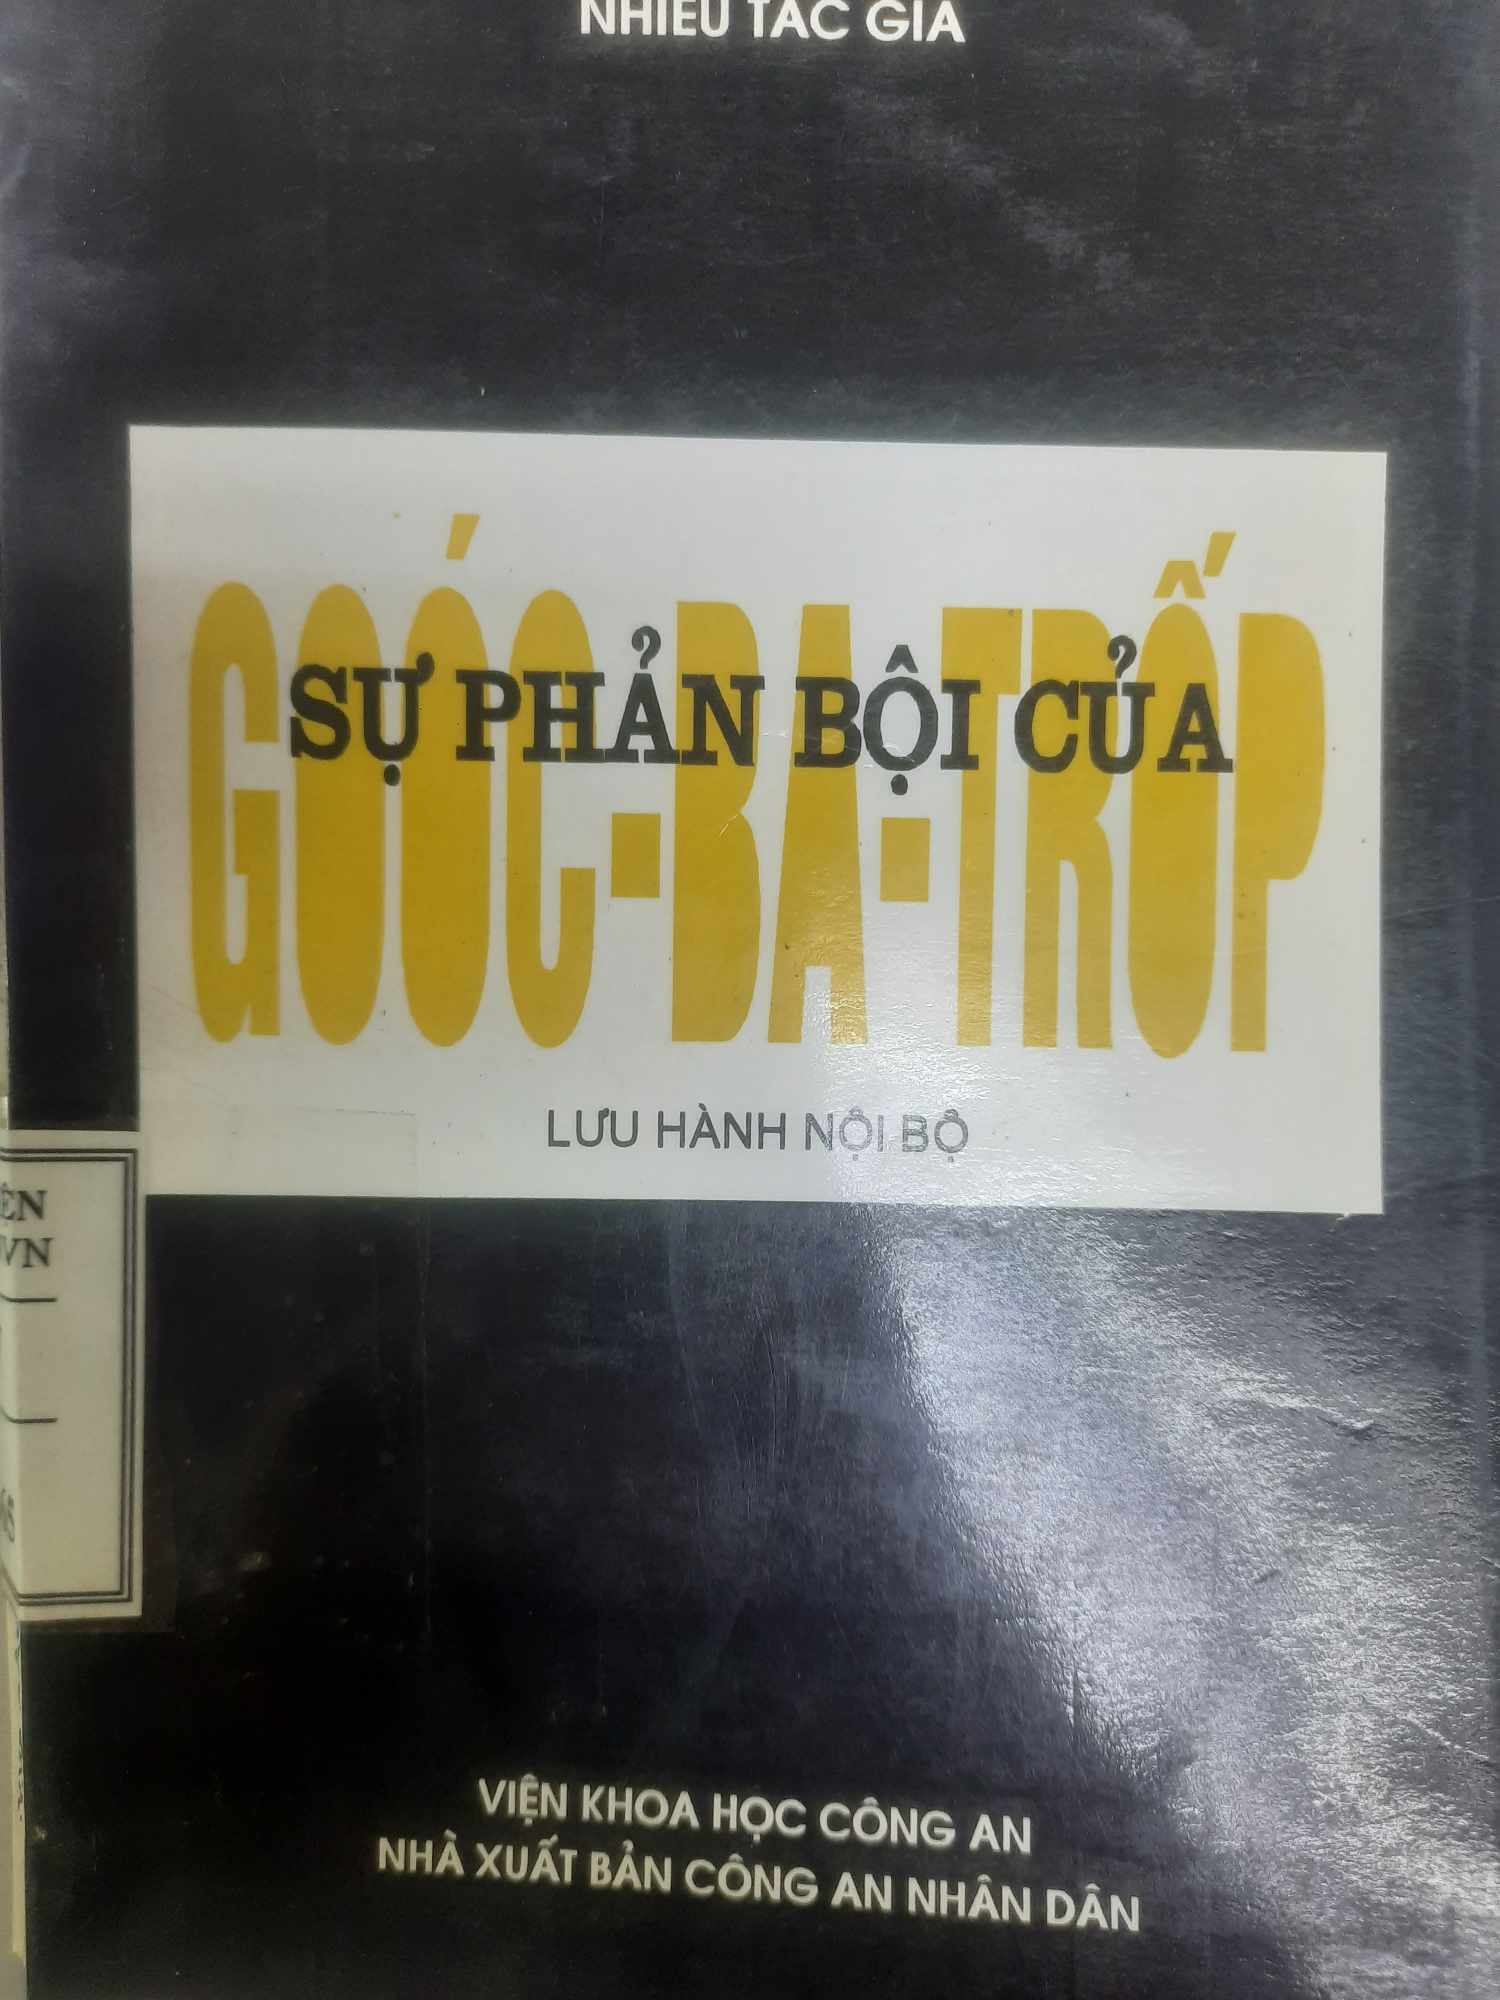 NHIỀU TÁC GIẢ
SỰ PHẢN BỘI CỦA
GOÓC-BA-TRỐP
LƯU HÀNH NỘI BỘ
VN
VIỆN KHOA HỌC CÔNG AN
NHÀ XUẤT BẢN CÔNG AN NHÂN DÂN